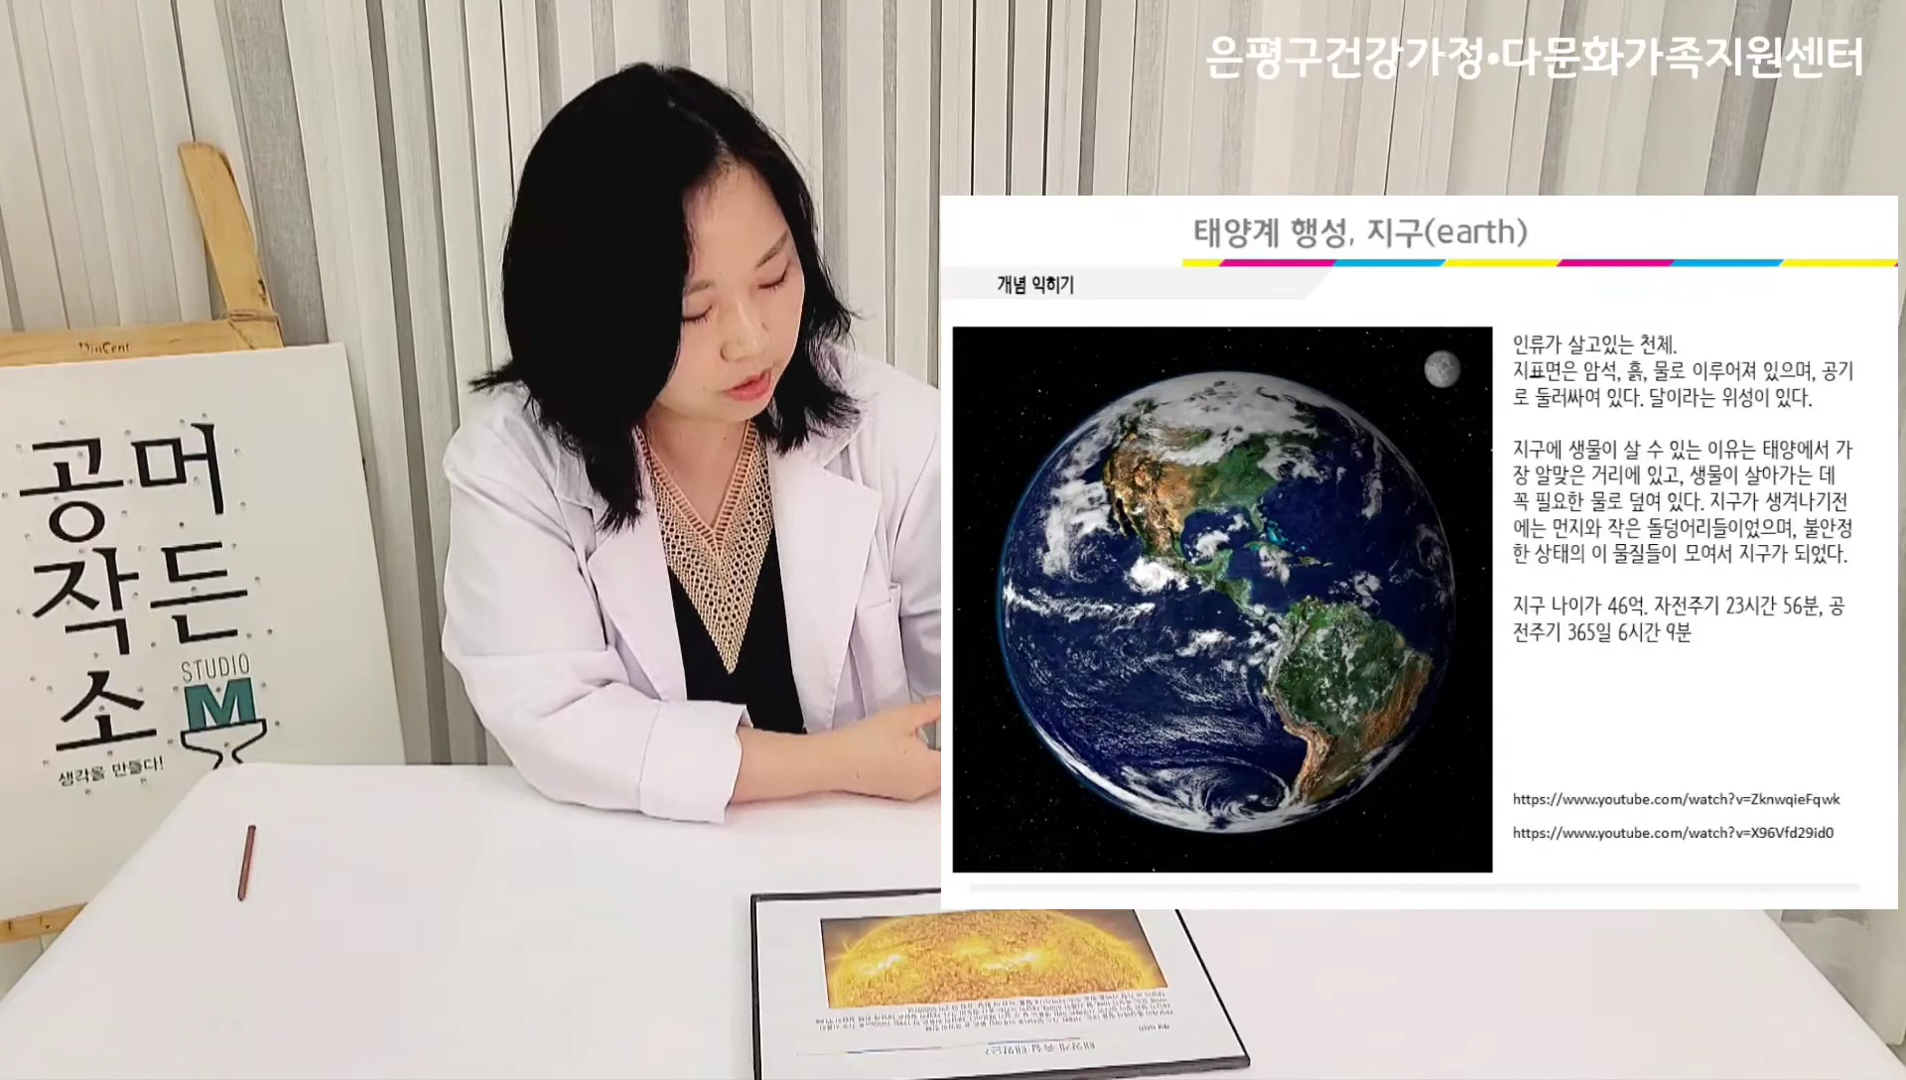 은평구건강가정•다문화가족지원센터
태양계 행성, 지구(earth)
개념 익히기
인류가 살고있는 천체.
지표면은 암석, 흙, 물로 이루어져 있으며, 공기
로 둘러싸여 있다. 달이라는 위성이 있다.
지구에 생물이 살 수 있는 이유는 태양에서 가
장 알맞은 거리에 있고, 생물이 살아가는 데
꼭 필요한 물로 덮여 있다. 지구가 생겨나기전
에는 먼지와 작은 돌덩어리들이었으며, 불안정
한 상태의 이 물질들이 모여서 지구가 되었다.
지구 나이가 46억. 자전주기 23시간 56분, 공
전주기 365일 6시간 9분
https://www.youtube.com/watch?v=ZknwqieFqwk
https://www.youtube.com/watch?v=X96Vfd29id0
머든
공작소
STUDIO
M
생각을 만들다!